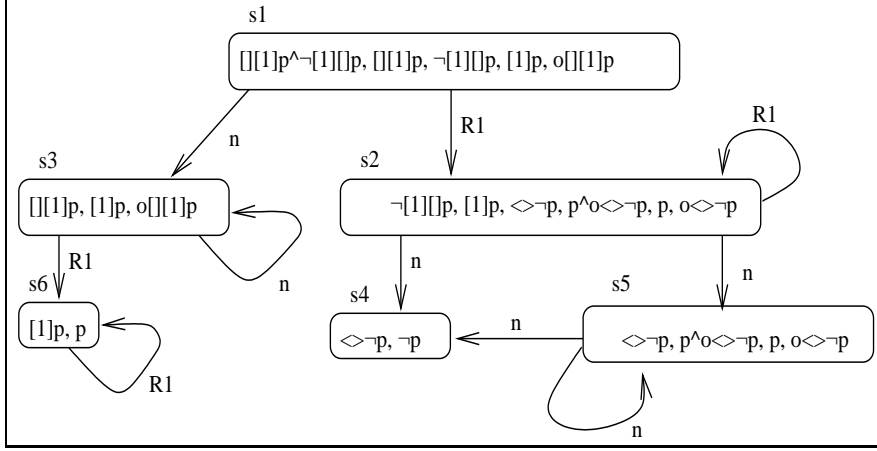 s1
[][1]p^¬[1][]p, [][1]p, ¬[1][]p, [1]p, o[][1]p
n
R1
R1
s3
s2
[][1]p, [1]p, o[][1]p
¬[1][]p, [1]p, <>¬p, p^o<>¬p, p, o<>¬p
R1
n
n
n
s6
s4
s5
[1]p, p
<>¬p, ¬p
n
<>¬p, p^o<>¬p, p, o<>¬p
R1
n